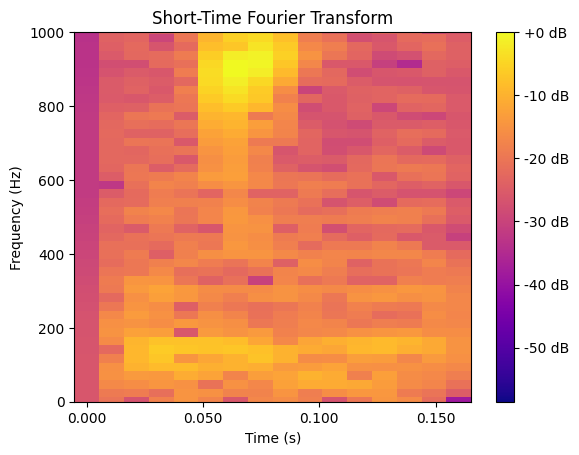 Short-Time Fourier Transform
Frequency (Hz)
1000
800
600
400
200
0
0.000
0.050
0.100
0.150
Time (s)
+0 dB
-10 dB
-20 dB
-30 dB
-40 dB
-50 dB